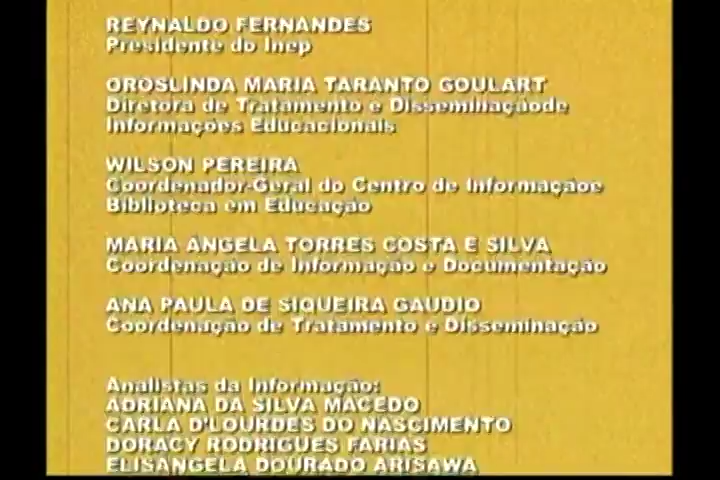 REYNALDO FERNANDES
Presidente do Inep
OROSLINDA MARIA TARANTO GOULART
Diretora de Tratamento e Disseminaçãode
Informações Educacionais
WILSON PEREIRA
Coordenador-Geral do Centro de Informaçãoe
Biblioteca em Educação
MARIA ÂNGELA TORRES COSTA E SILVA
Coordenação de Informação e Documentação
ANA PAULA DE SIQUEIRA GAUDIO
Coordenação de Tratamento e Disseminação
Analistas da Informação:
ADRIANA DA SILVA MACEDO
CARLA D'LOURDES DO NASCIMENTO
DORACY RODRIGUES FARIAS
ELISANGELA DOURADO ARISAWA